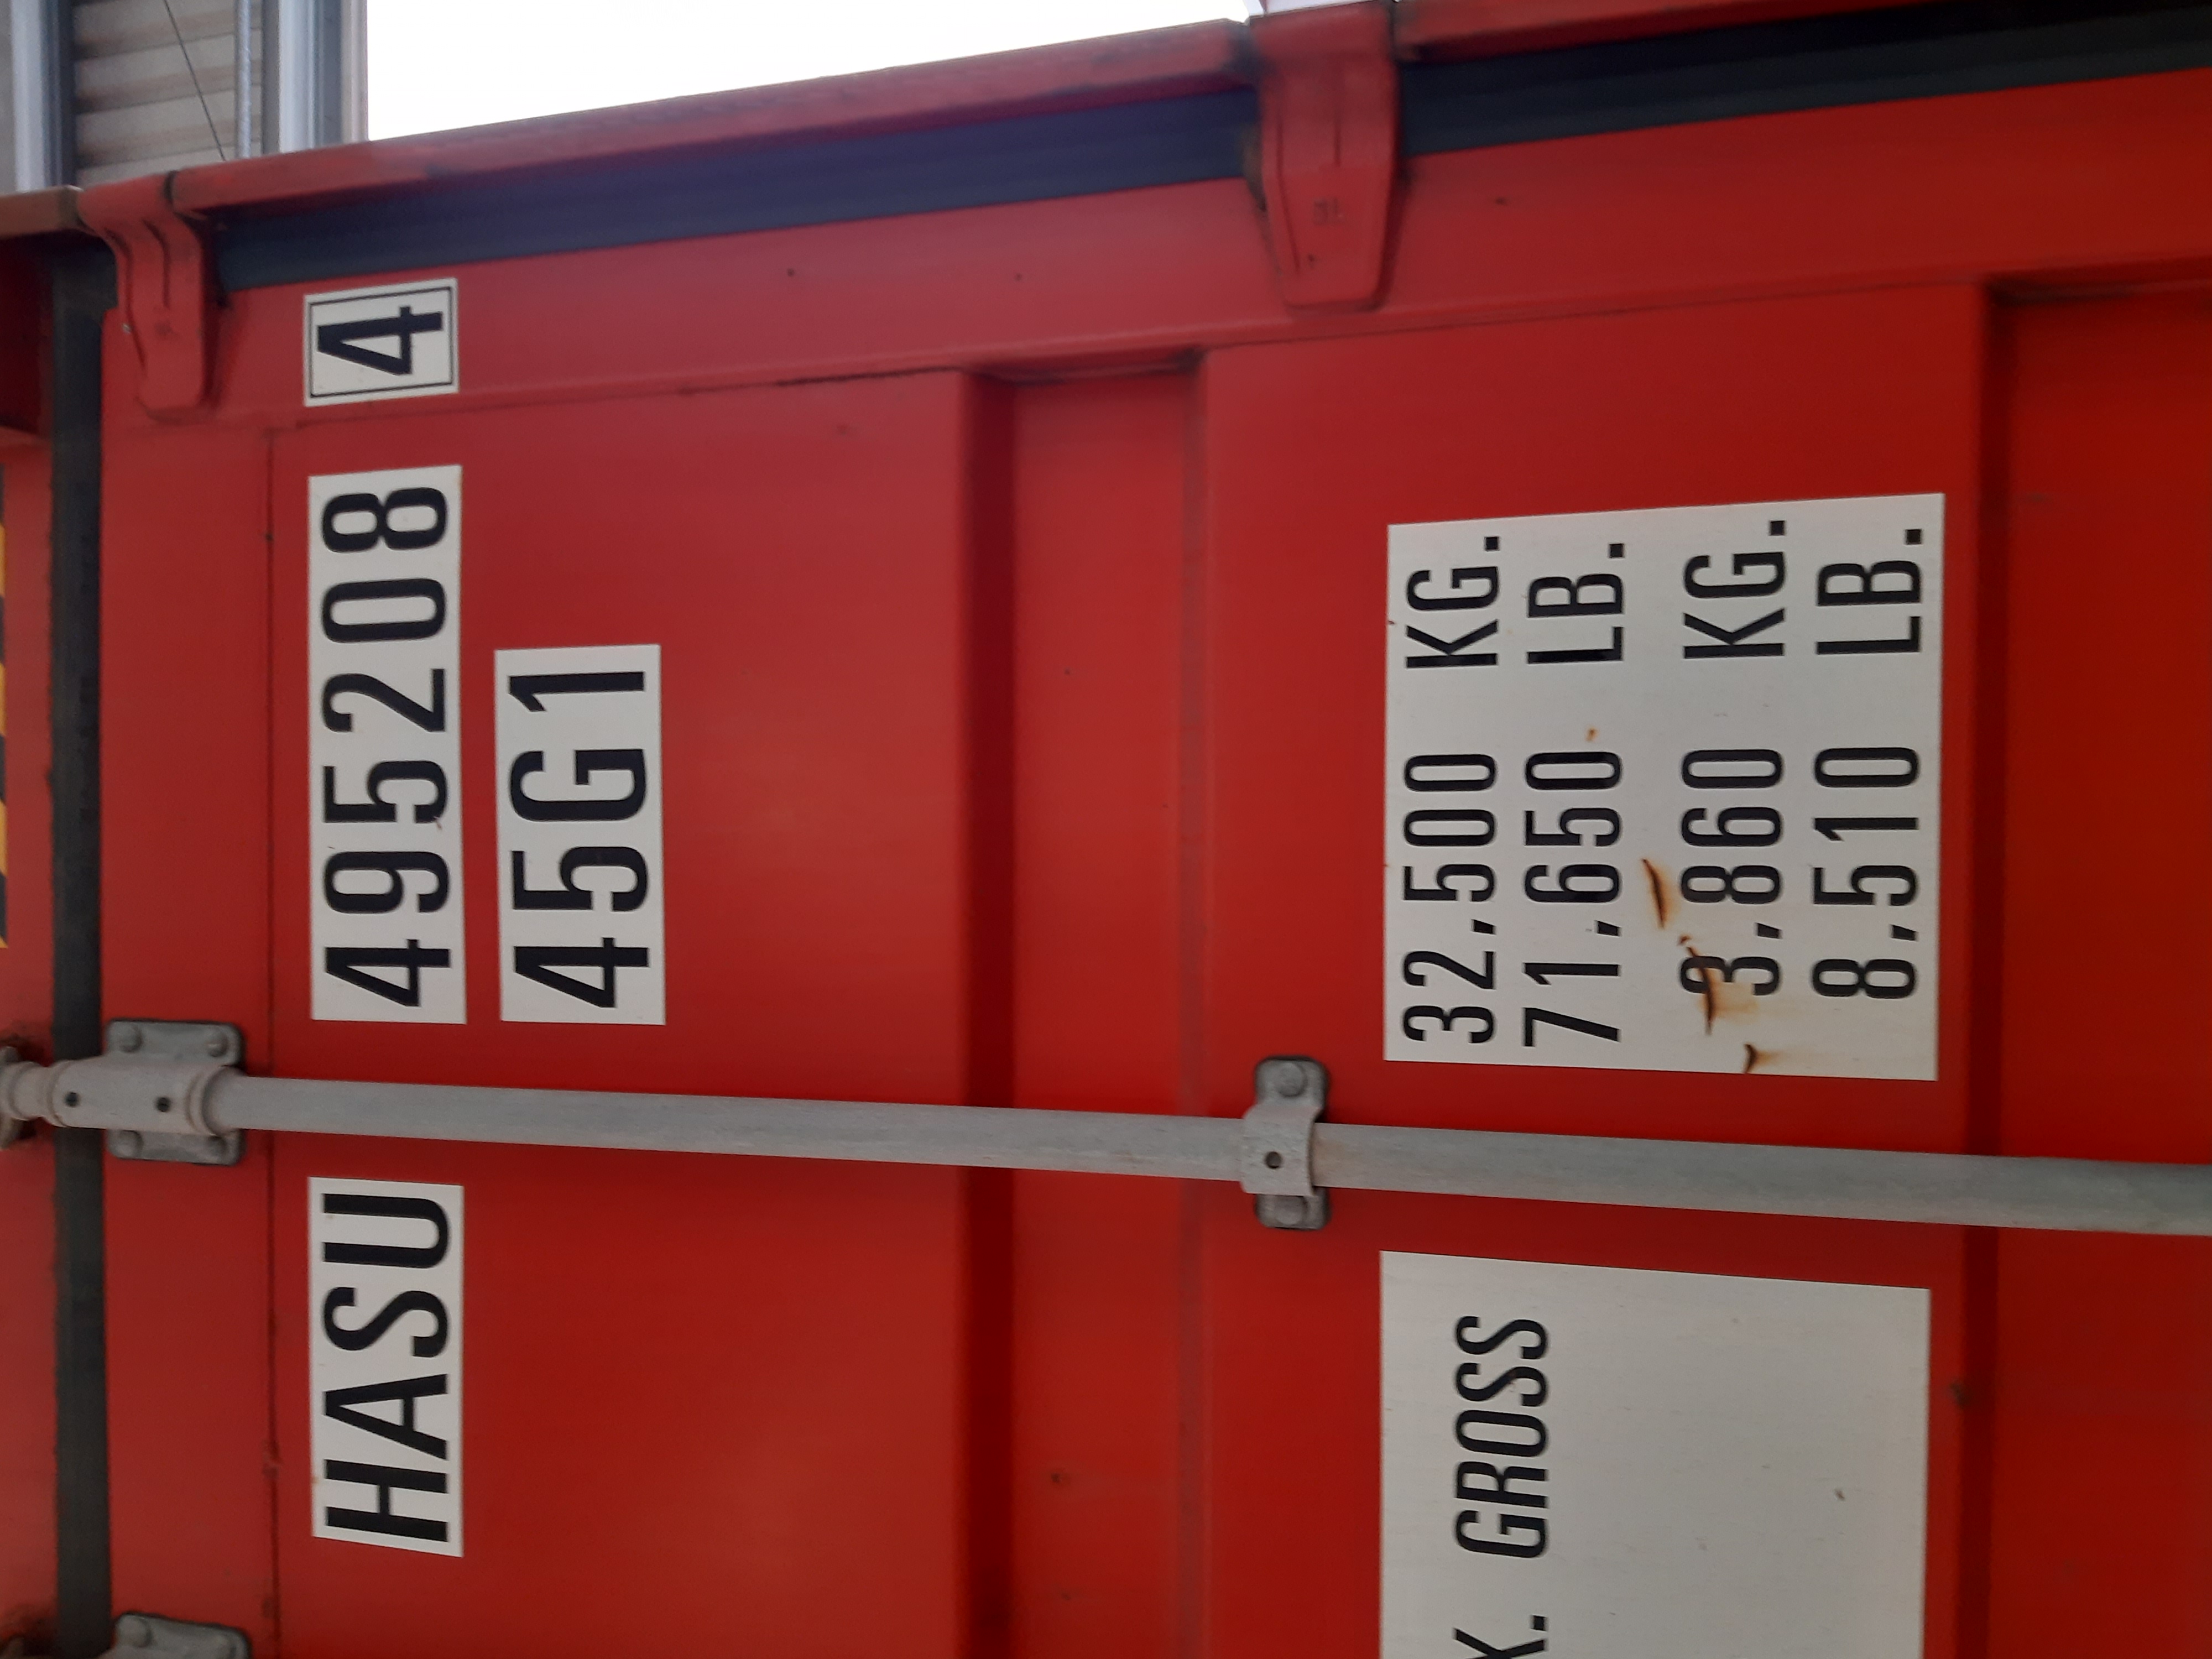 HASU 495208 4
45G1
X. GROSS 32,500 KG.
71,650 LB.
3,860 KG.
8,510 LB.